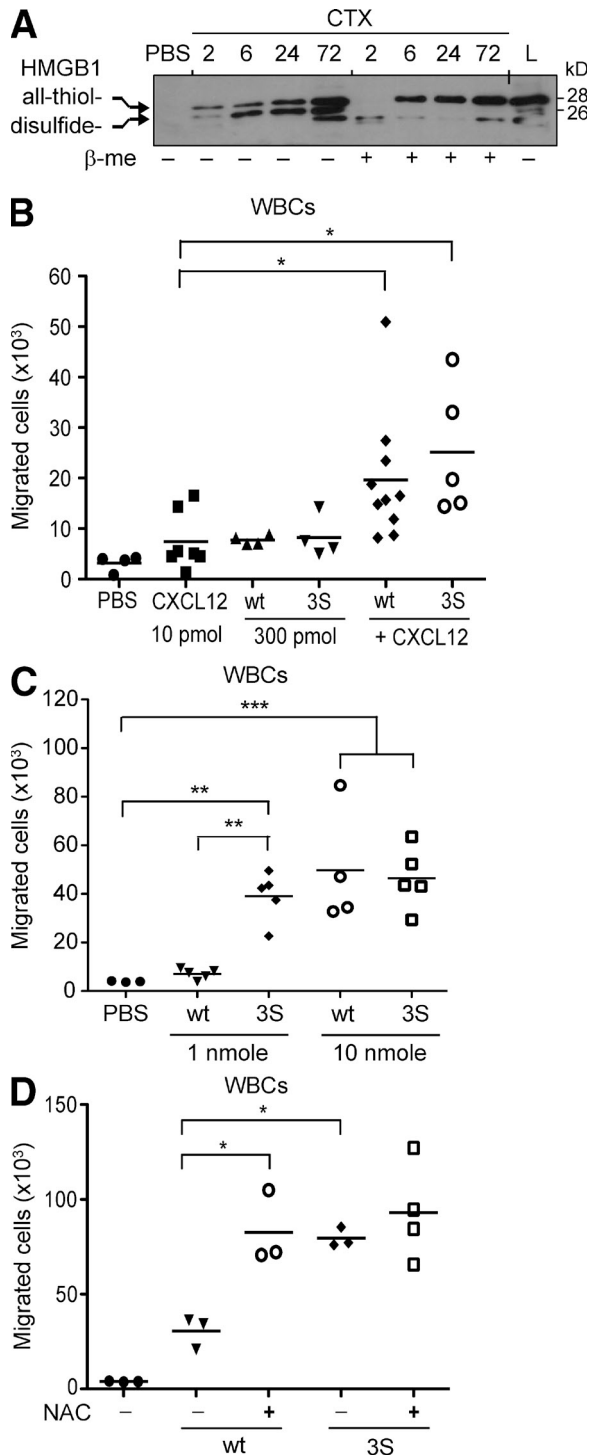 A
CTX
PBS 2 6 24 72 2 6 24 72 L
HMGB1
kD
all-thiol-
28
disulfide-
26
β-me – – – – – + + + + –
B
WBCs
*
*
Migrated cells (x10³)
60
50
40
30
20
10
0
PBS CXCL12 wt 3S wt 3S
10 pmol 300 pmol + CXCL12
C
WBCs
***
**
**
Migrated cells (x10³)
120
100
80
60
40
20
0
PBS wt 3S wt 3S
1 nmole 10 nmole
D
WBCs
*
*
Migrated cells (x10³)
150
100
50
0
NAC – – + – +
wt 3S